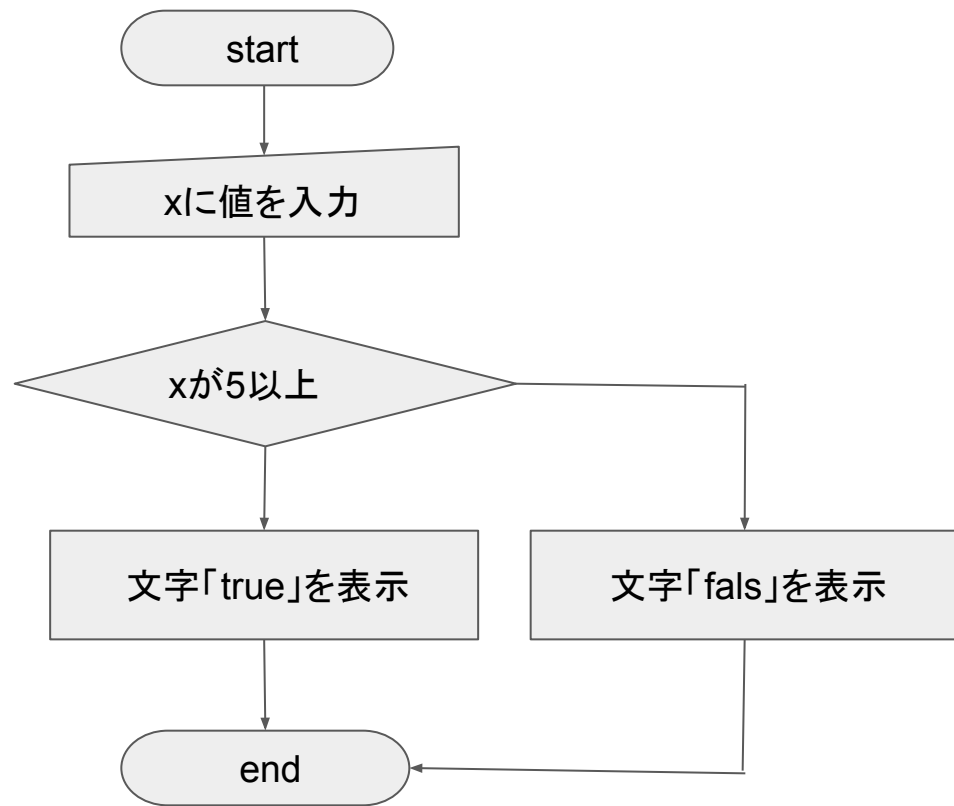 start
xに値を入力
xが5以上
文字「true」を表示
文字「fals」を表示
end